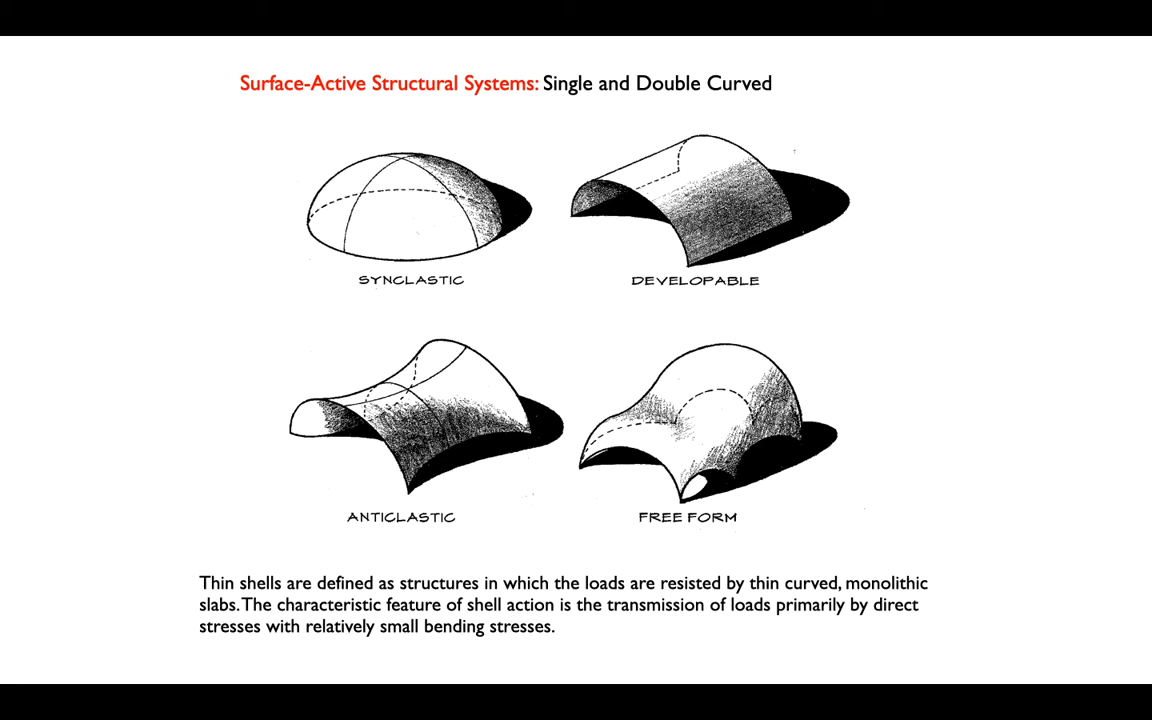 Surface-Active Structural Systems: Single and Double Curved
SYNCLASTIC
DEVELOPABLE
ANTICLASTIC
FREE FORM
Thin shells are defined as structures in which the loads are resisted by thin curved, monolithic
slabs. The characteristic feature of shell action is the transmission of loads primarily by direct
stresses with relatively small bending stresses.